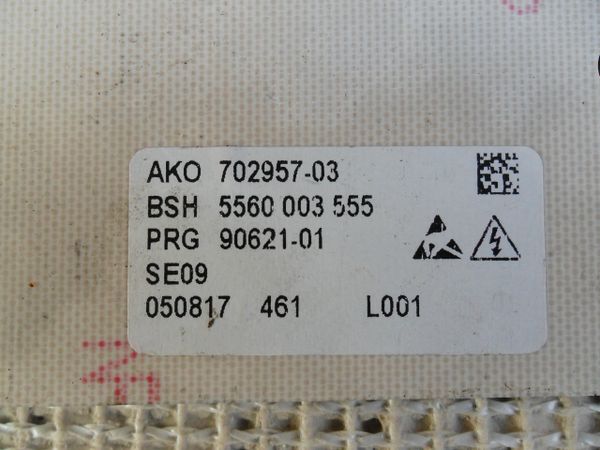 AKO 702957-03
BSH 5560 003 555
PRG 90621-01
SE09
050817 461 L001